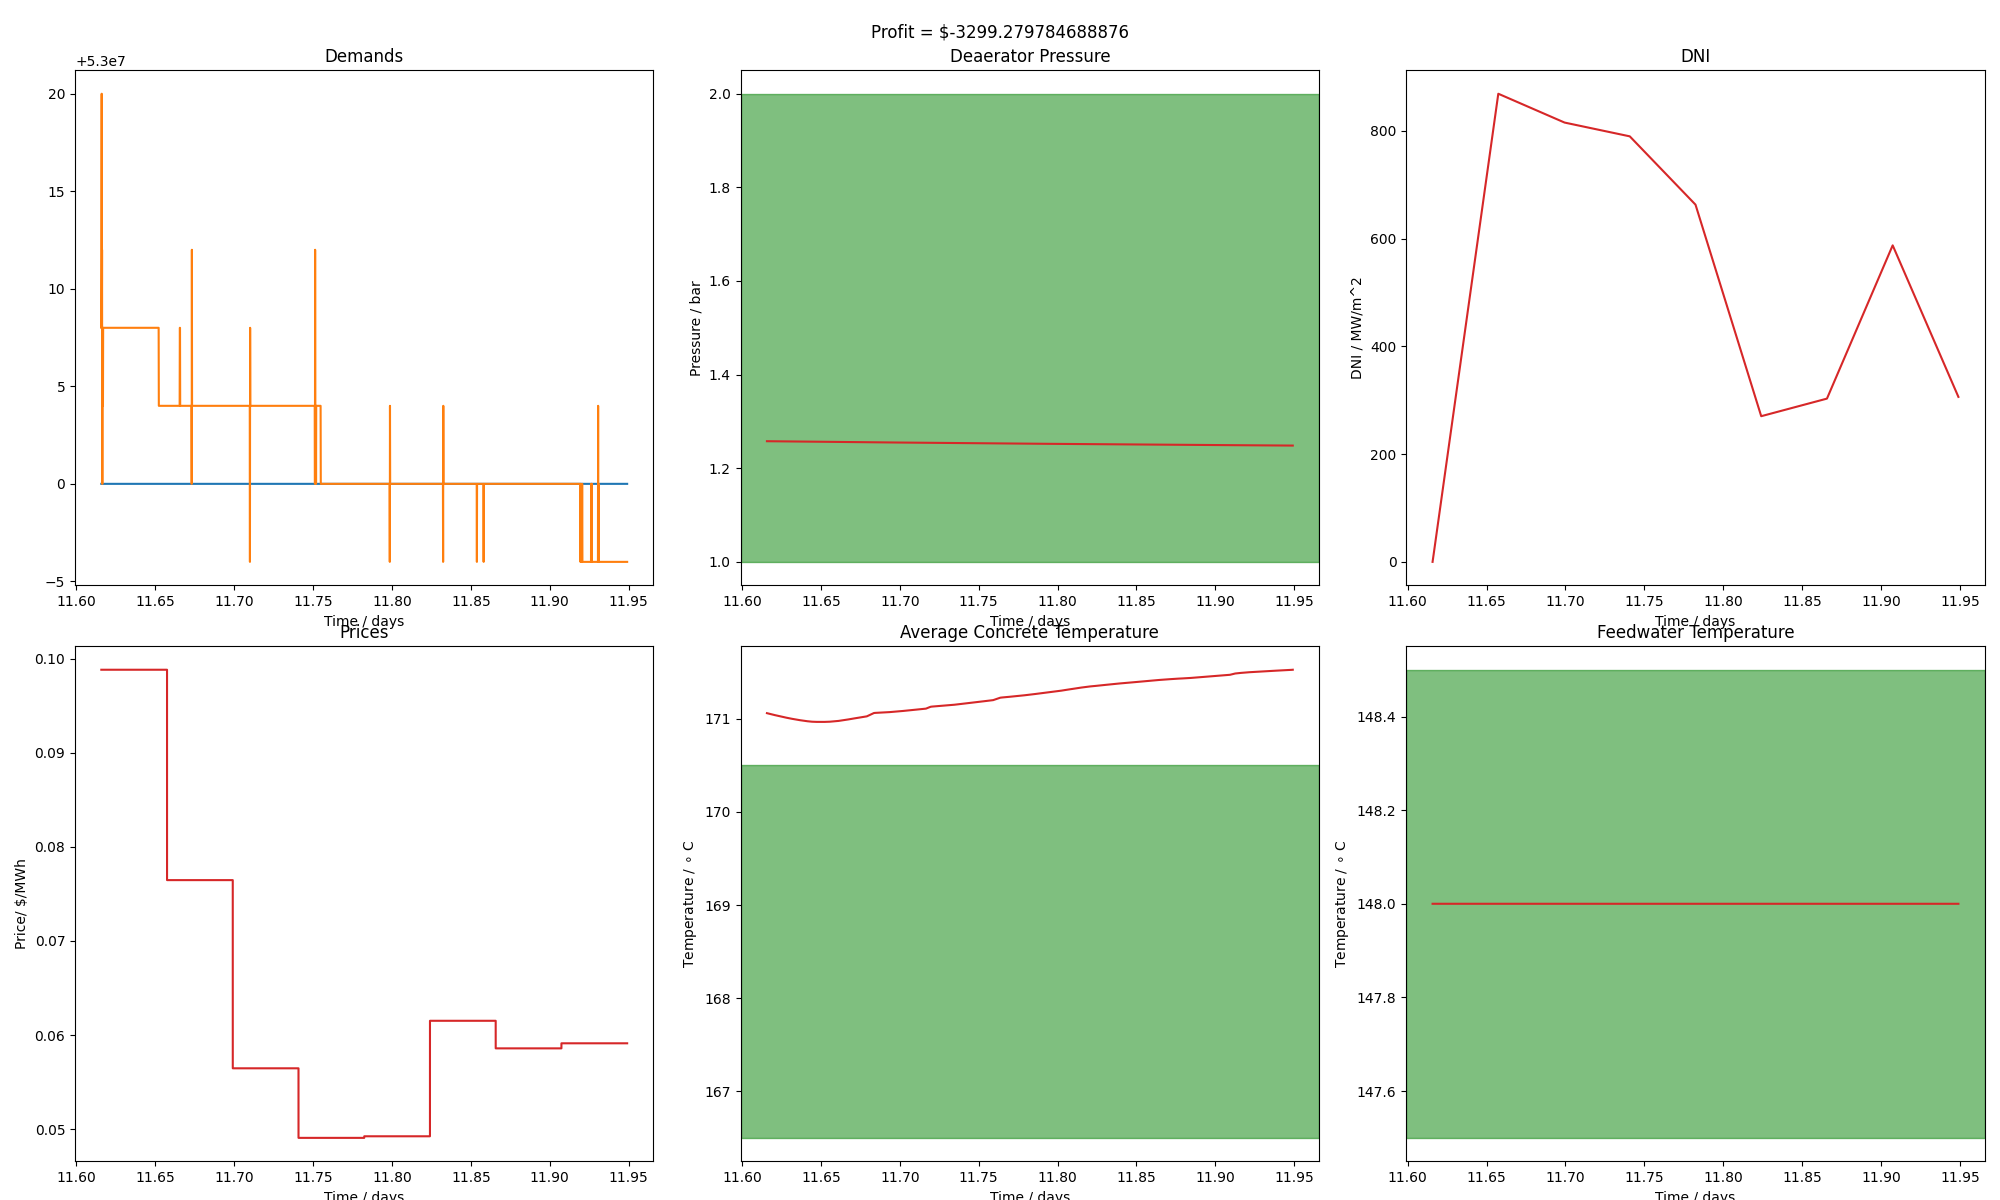 Profit = $-3299.279784688876
Demands
+5.3e7
20
15
10
5
0
−5
11.60 11.65 11.70 11.75 11.80 11.85 11.90 11.95
Time / days
Deaerator Pressure
Pressure / bar
2.0
1.8
1.6
1.4
1.2
1.0
11.60 11.65 11.70 11.75 11.80 11.85 11.90 11.95
Time / days
DNI
DNI / MW/m^2
800
600
400
200
0
11.60 11.65 11.70 11.75 11.80 11.85 11.90 11.95
Time / days
Prices
Price/ $/MWh
0.10
0.09
0.08
0.07
0.06
0.05
11.60 11.65 11.70 11.75 11.80 11.85 11.90 11.95
Time / days
Average Concrete Temperature
Temperature / ∘ C
171
170
169
168
167
11.60 11.65 11.70 11.75 11.80 11.85 11.90 11.95
Time / days
Feedwater Temperature
Temperature / ∘ C
148.4
148.2
148.0
147.8
147.6
11.60 11.65 11.70 11.75 11.80 11.85 11.90 11.95
Time / days